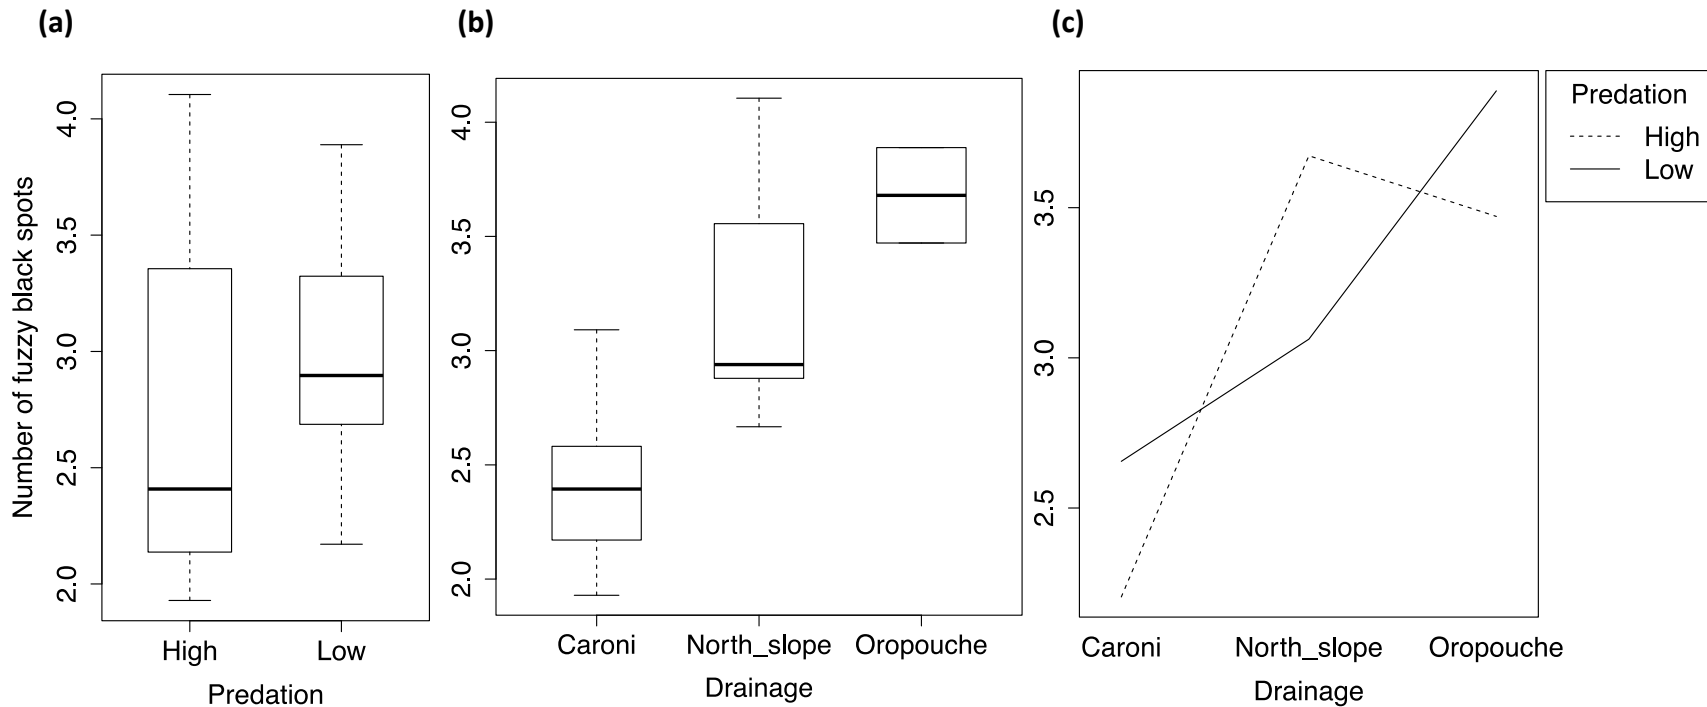 (a)
Number of fuzzy black spots
4.0
3.5
3.0
2.5
2.0
High
Low
Predation
(b)
4.0
3.5
3.0
2.5
2.0
Caroni
North_slope
Oropouche
Drainage
(c)
3.5
3.0
2.5
Caroni
North_slope
Oropouche
Drainage
Predation
High
Low